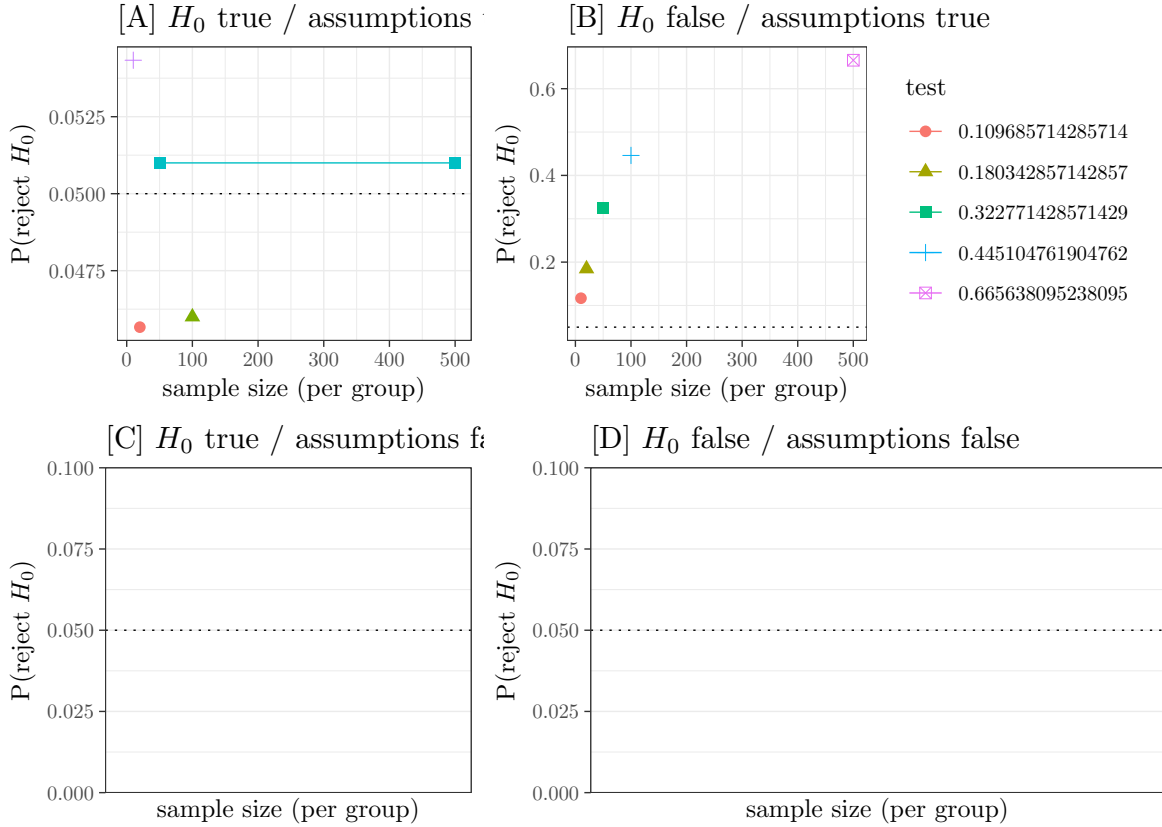 [A] H₀ true / assumptions
P(reject H₀)
0.0525
0.0500
0.0475
0 100 200 300 400 500
sample size (per group)
[B] H₀ false / assumptions true
P(reject H₀)
0.6
0.4
0.2
0 100 200 300 400 500
sample size (per group)
test
0.109685714285714
0.180342857142857
0.322771428571429
0.445104761904762
0.665638095238095
[C] H₀ true / assumptions
P(reject H₀)
0.100
0.075
0.050
0.025
0.000
sample size (per group)
[D] H₀ false / assumptions false
P(reject H₀)
0.100
0.075
0.050
0.025
0.000
sample size (per group)